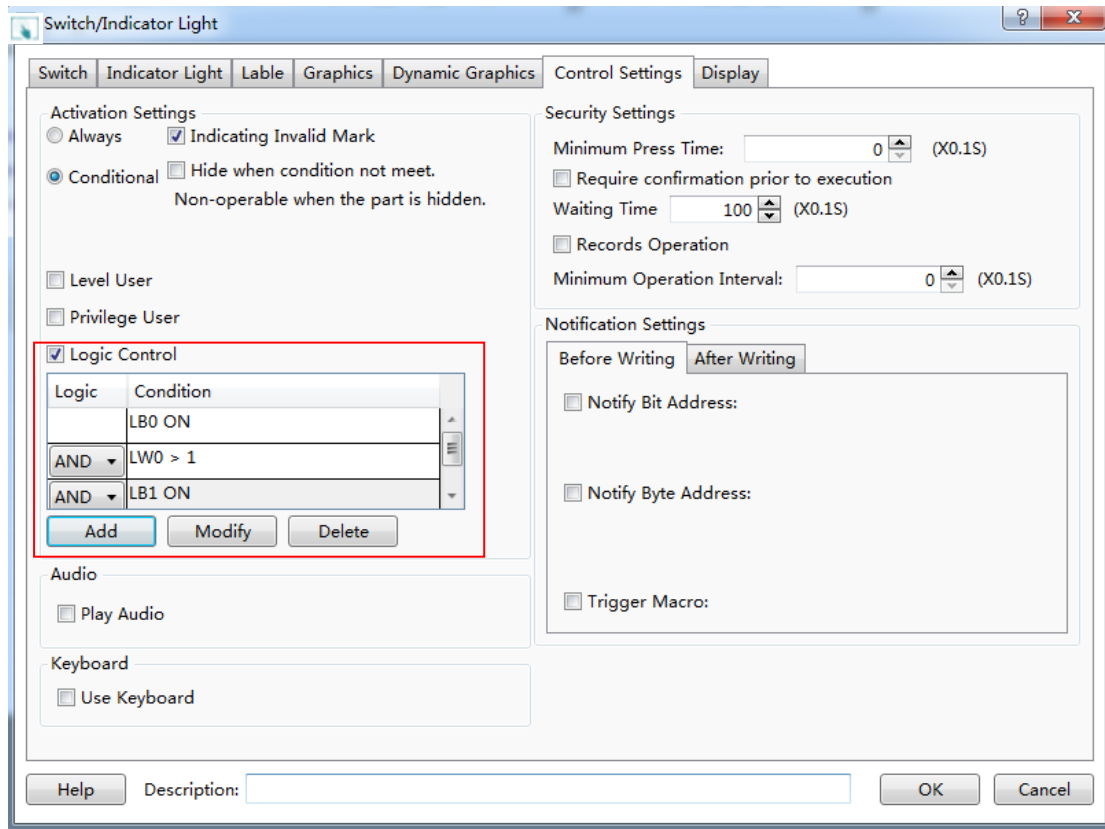 Switch/Indicator Light
?
Switch Indicator Light Lable Graphics Dynamic Graphics Control Settings Display
Activation Settings
Always Indicating Invalid Mark
Conditional Hide when condition not meet.
Non-operable when the part is hidden.
Level User
Privilege User
Logic Control
Logic Condition
LB0 ON
AND LW0 > 1
AND LB1 ON
Add Modify Delete
Audio
Play Audio
Keyboard
Use Keyboard
Security Settings
Minimum Press Time: 0 (X0.1S)
Require confirmation prior to execution
Waiting Time 100 (X0.1S)
Records Operation
Minimum Operation Interval: 0 (X0.1S)
Notification Settings
Before Writing After Writing
Notify Bit Address:
Notify Byte Address:
Trigger Macro:
Help Description: OK Cancel